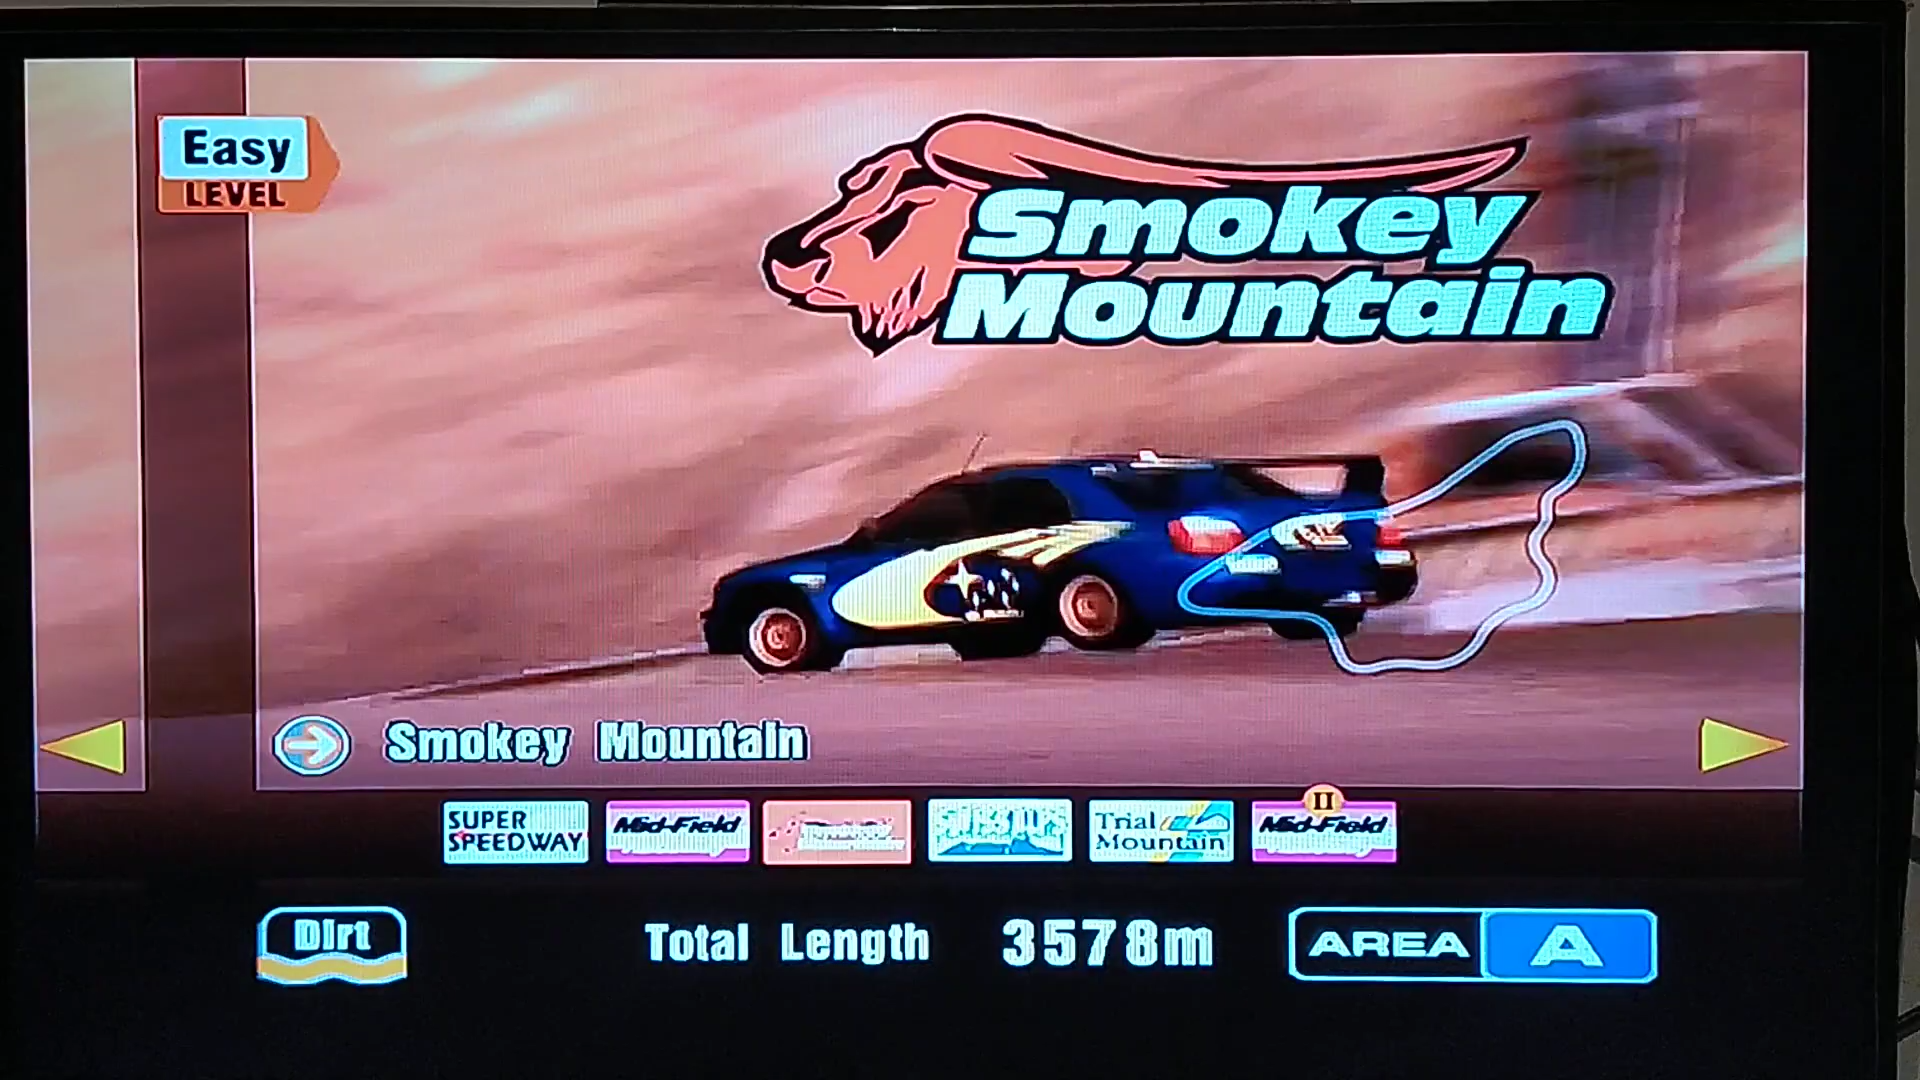 Easy
LEVEL
Smokey
Mountain
Smokey Mountain
SUPER
SPEEDWAY
Mid-Field
Trial
Mountain
II
Mid-Field
Dirt
Total Length 3578m
AREA A